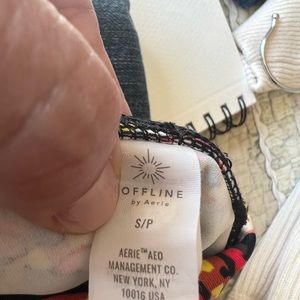 OFFLINE
by Aerie
S/P
AERIE™AEO
MANAGEMENT CO.
NEW YORK, NY
10016 USA